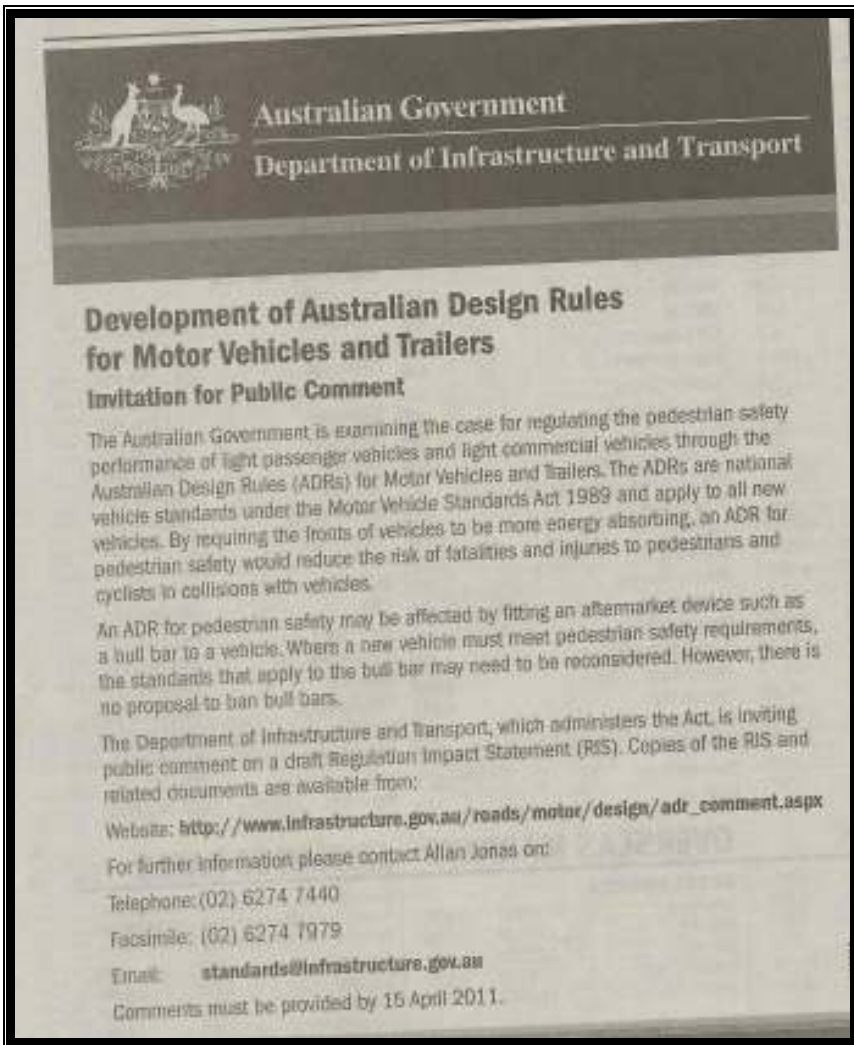 Australian Government
Department of Infrastructure and Transport
Development of Australian Design Rules
for Motor Vehicles and Trailers
Invitation for Public Comment
The Australian Government is examining the case for regulating the pedestrian safety
performance of light passenger vehicles and light commercial vehicles through the
Australian Design Rules (ADRs) for Motor Vehicles and Trailers. The ADRs are national
vehicle standards under the Motor Vehicle Standards Act 1989 and apply to all new
vehicles. By requiring the fronts of vehicles to be more energy absorbing, an ADR for
pedestrian safety would reduce the risk of fatalities and injuries to pedestrians and
cyclists in collisions with vehicles.
An ADR for pedestrian safety may be affected by fitting an aftermarket device such as
a bull bar to a vehicle. Where a new vehicle must meet pedestrian safety requirements,
the standards that apply to the bull bar may need to be reconsidered. However, there is
no proposal to ban bull bars.
The Department of Infrastructure and Transport, which administers the Act, is inviting
public comment on a draft Regulation Impact Statement (RIS). Copies of the RIS and
related documents are available from:
Website: http://www.infrastructure.gov.au/roads/motor/design/adr_comment.aspx
For further information please contact Allan Jonas on:
Telephone: (02) 6274 7440
Facsimile: (02) 6274 7979
Email: standards@infrastructure.gov.au
Comments must be provided by 15 April 2011.